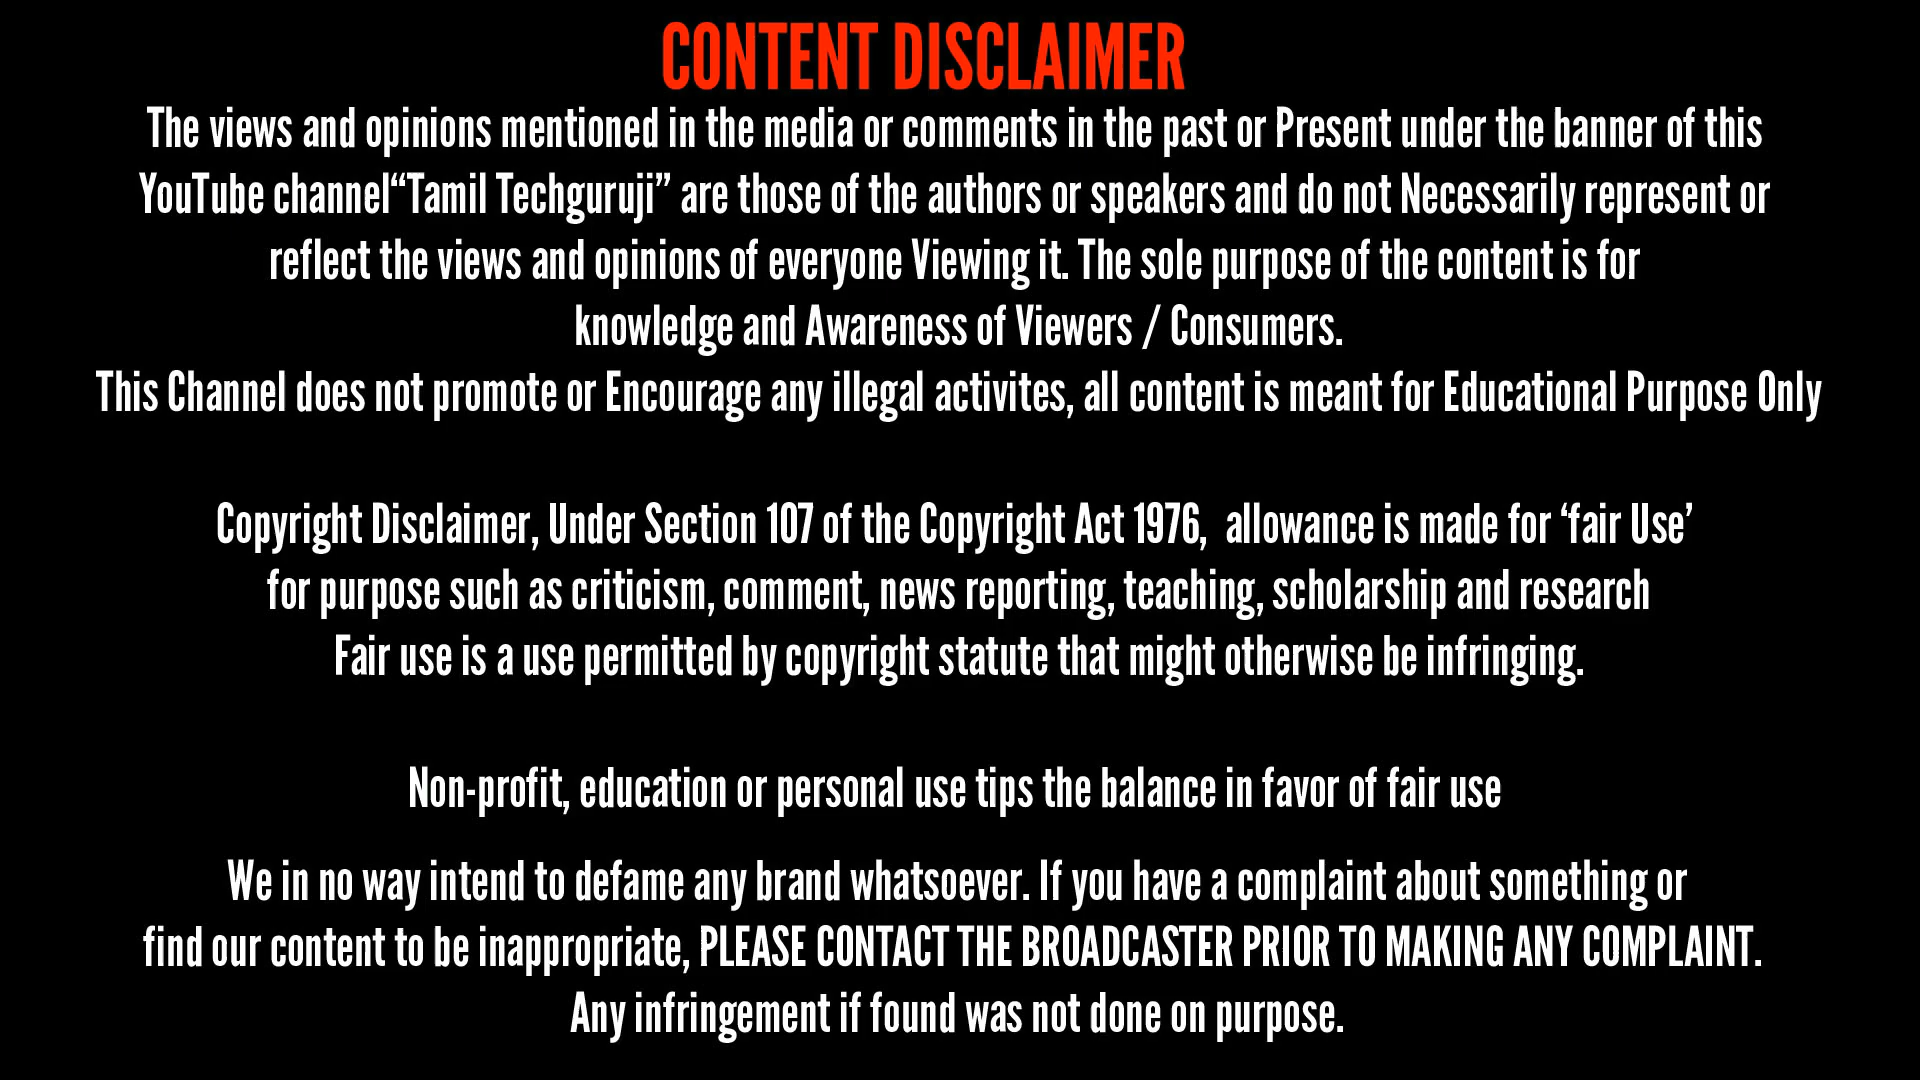 CONTENT DISCLAIMER
The views and opinions mentioned in the media or comments in the past or Present under the banner of this
YouTube channel“Tamil Techguruji” are those of the authors or speakers and do not Necessarily represent or
reflect the views and opinions of everyone Viewing it. The sole purpose of the content is for
knowledge and Awareness of Viewers / Consumers.
This Channel does not promote or Encourage any illegal activites, all content is meant for Educational Purpose Only
Copyright Disclaimer, Under Section 107 of the Copyright Act 1976, allowance is made for ‘fair Use’
for purpose such as criticism, comment, news reporting, teaching, scholarship and research
Fair use is a use permitted by copyright statute that might otherwise be infringing.
Non-profit, education or personal use tips the balance in favor of fair use
We in no way intend to defame any brand whatsoever. If you have a complaint about something or
find our content to be inappropriate, PLEASE CONTACT THE BROADCASTER PRIOR TO MAKING ANY COMPLAINT.
Any infringement if found was not done on purpose.